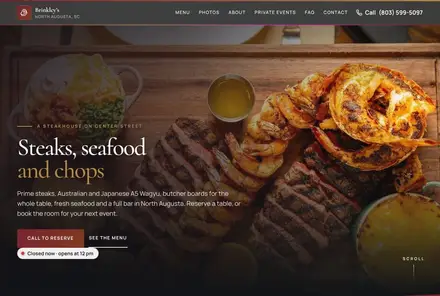 Brinkley's
NORTH AUGUSTA, SC
MENU PHOTOS ABOUT PRIVATE EVENTS FAQ CONTACT Call (803) 599-5097
A STEAKHOUSE ON CENTER STREET
Steaks, seafood
and chops
Prime steaks, Australian and Japanese A5 Wagyu, butcher boards for the
whole table, fresh seafood and a full bar in North Augusta. Reserve a table, or
book the room for your next event.
CALL TO RESERVE SEE THE MENU
Closed now · opens at 12 pm
SCROLL